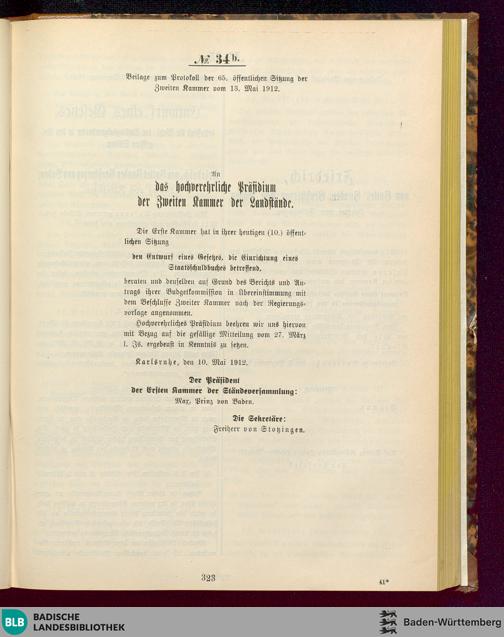 № 34b.
Beilage zum Protokoll der 65. öffentlichen Sitzung der
Zweiten Kammer vom 13. Mai 1912.
An
das hochverehrliche Präsidium
der Zweiten Kammer der Landstände.
Die Erste Kammer hat in ihrer heutigen (10.) öffent-
lichen Sitzung
den Entwurf eines Gesetzes, die Einrichtung eines
Staatsschuldbuches betreffend,
beraten und denselben auf Grund des Berichts und An-
trags ihrer Budgetkommission in Übereinstimmung mit
dem Beschlusse Zweiter Kammer nach der Regierungs-
vorlage angenommen.
Hochverehrliches Präsidium beehren wir uns hiervon
mit Bezug auf die gefällige Mitteilung vom 27. März
l. Js. ergebenst in Kenntnis zu setzen.
Karlsruhe, den 10. Mai 1912.
Der Präsident
der Ersten Kammer der Ständeversammlung:
Max, Prinz von Baden.
Die Sekretäre:
Freiherr von Stotzingen.
323
41*
BLB BADISCHE
LANDESBIBLIOTHEK
Baden-Württemberg